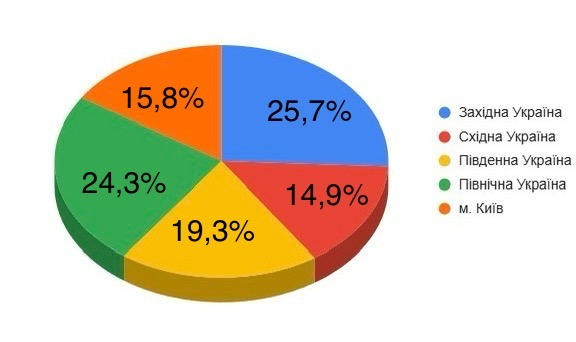 15,8%
25,7%
24,3%
14,9%
19,3%
Західна Україна
Східна Україна
Південна Україна
Північна Україна
м. Київ